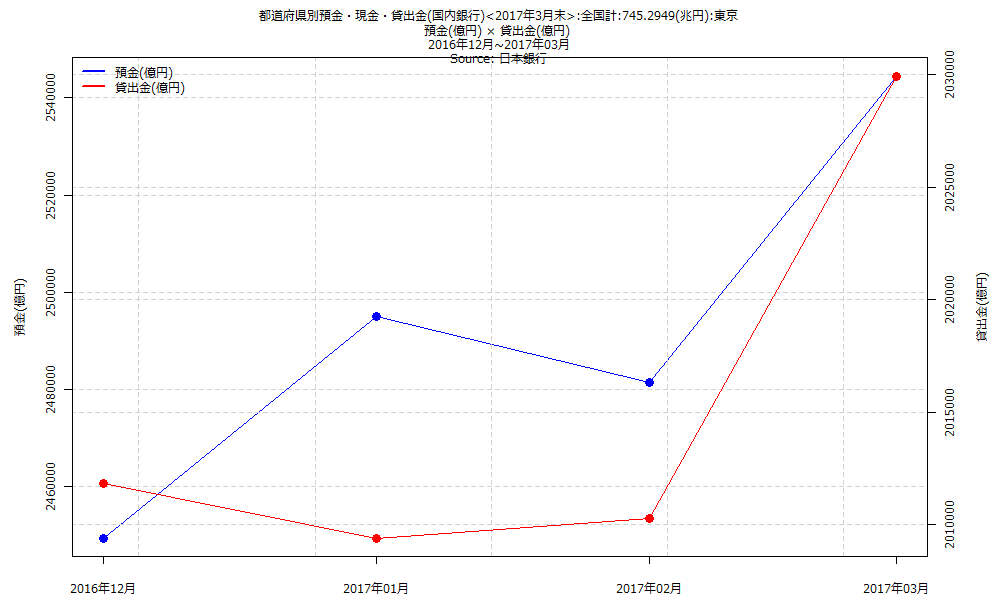 都道府県別預金・現金・貸出金(国内銀行)<2017年3月末>:全国計:745.2949(兆円):東京
預金(億円) × 貸出金(億円)
2016年12月~2017年03月
Source: 日本銀行
預金(億円)
貸出金(億円)
預金(億円)
2540000
2520000
2500000
2480000
2460000
2030000
2025000
2020000
2015000
2010000
貸出金(億円)
2016年12月
2017年01月
2017年02月
2017年03月